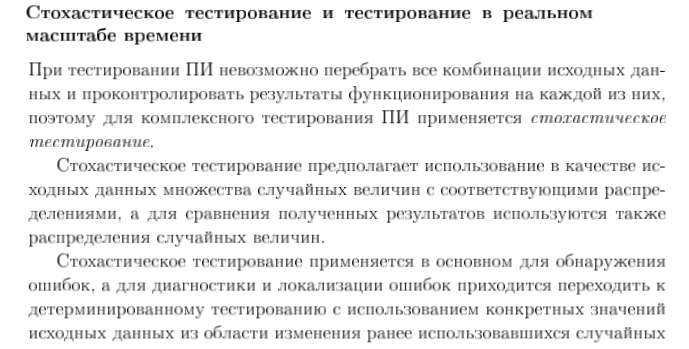 Стохастическое тестирование и тестирование в реальном
масштабе времени
При тестировании ПИ невозможно перебрать все комбинации исходных дан-
ных и проконтролировать результаты функционирования на каждой из них,
поэтому для комплексного тестирования ПИ применяется стохастическое
тестирование.
Стохастическое тестирование предполагает использование в качестве ис-
ходных данных множества случайных величин с соответствующими распре-
делениями, а для сравнения полученных результатов используются также
распределения случайных величин.
Стохастическое тестирование применяется в основном для обнаружения
ошибок, а для диагностики и локализации ошибок приходится переходить к
детерминированному тестированию с использованием конкретных значений
исходных данных из области изменения ранее использовавшихся случайных